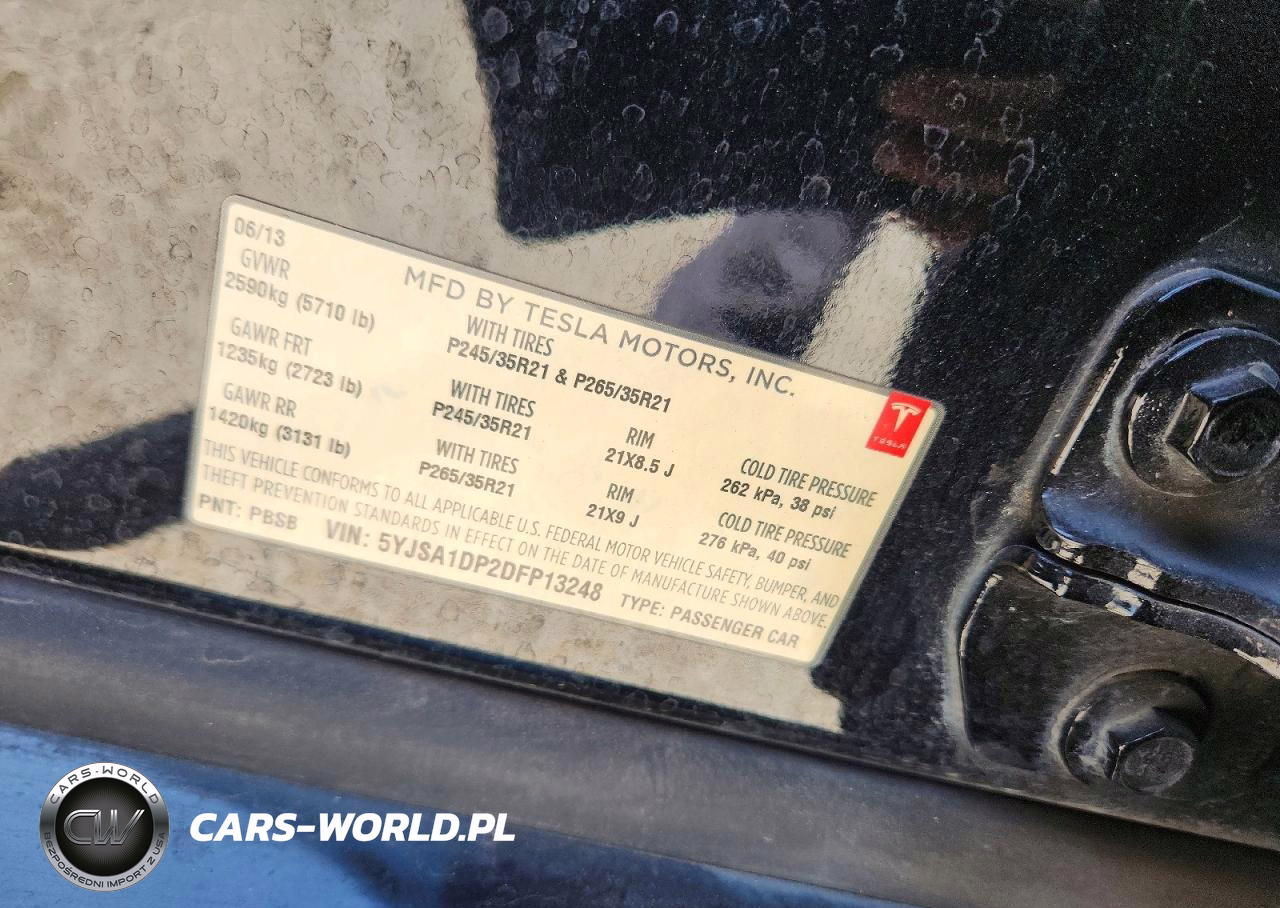 06/13
MFD BY TESLA MOTORS, INC.
GVWR WITH TIRES
2590kg (5710 lb) P245/35R21 & P265/35R21
GAWR FRT WITH TIRES RIM COLD TIRE PRESSURE
1235kg (2723 lb) P245/35R21 21X8.5 J 262 kPa, 38 psi
GAWR RR WITH TIRES RIM COLD TIRE PRESSURE
1420kg (3131 lb) P265/35R21 21X9 J 276 kPa, 40 psi
THIS VEHICLE CONFORMS TO ALL APPLICABLE U.S. FEDERAL MOTOR VEHICLE SAFETY, BUMPER, AND
THEFT PREVENTION STANDARDS IN EFFECT ON THE DATE OF MANUFACTURE SHOWN ABOVE.
PNT: PBSB VIN: 5YJSA1DP2DFP13248 TYPE: PASSENGER CAR
TESLA
CARS-WORLD
CW
BEZPOŚREDNI IMPORT Z USA
CARS-WORLD.PL